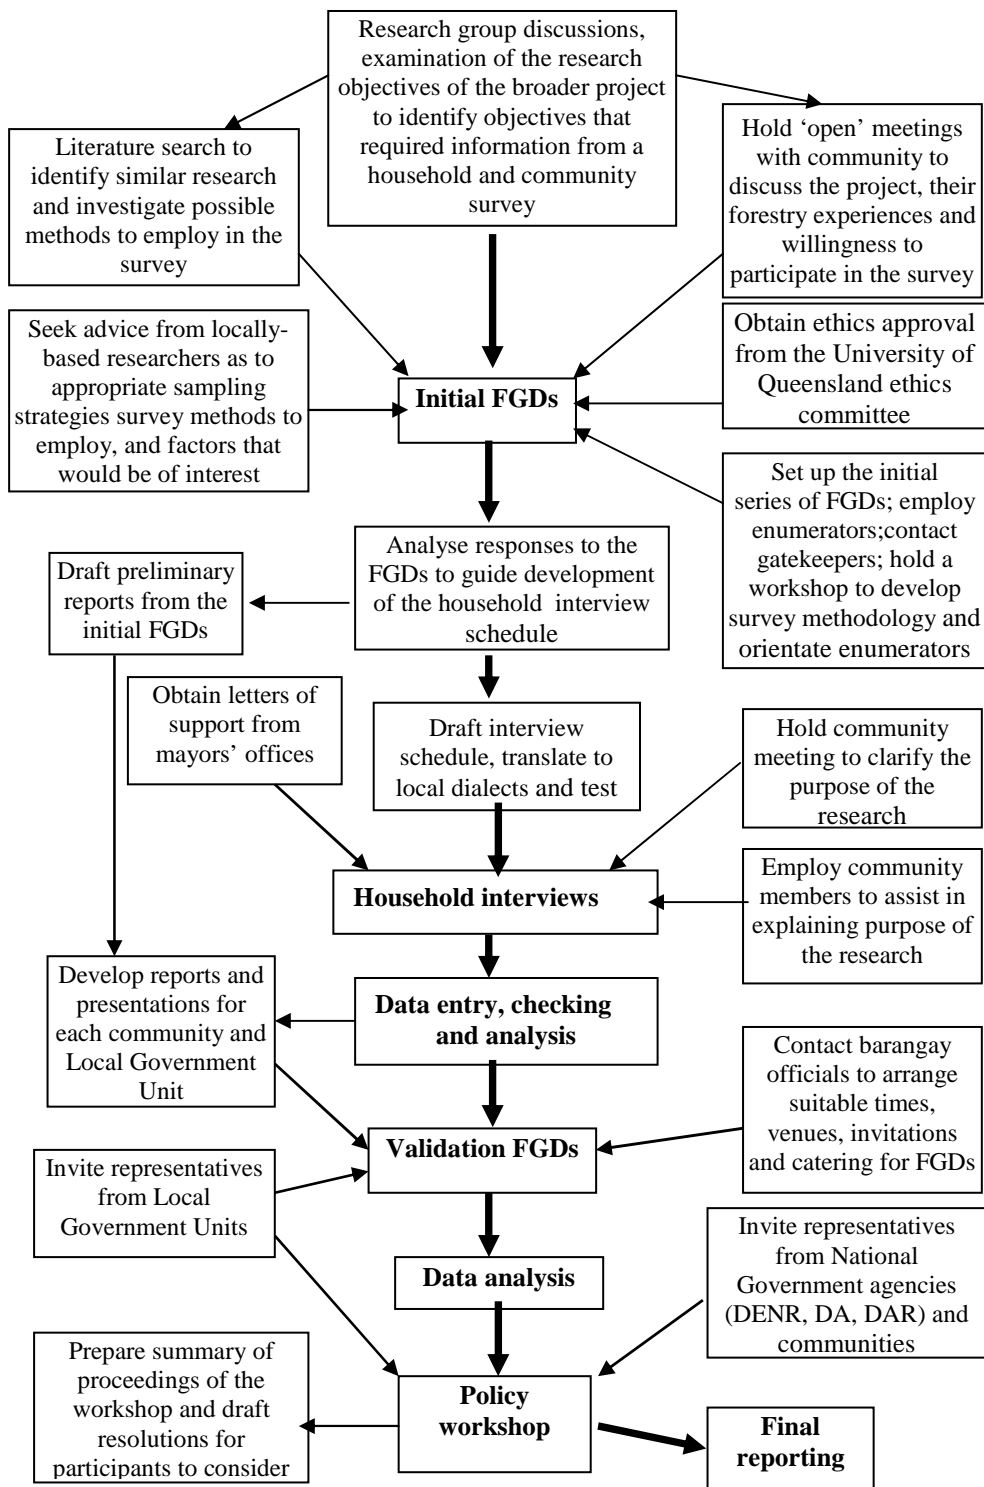 Research group discussions,
examination of the research
objectives of the broader project
to identify objectives that
required information from a
household and community
survey
Literature search to
identify similar research
and investigate possible
methods to employ in the
survey
Hold ‘open’ meetings
with community to
discuss the project, their
forestry experiences and
willingness to
participate in the survey
Seek advice from locally-
based researchers as to
appropriate sampling
strategies survey methods to
employ, and factors that
would be of interest
Initial FGDs
Obtain ethics approval
from the University of
Queensland ethics
committee
Set up the initial
series of FGDs; employ
enumerators;contact
gatekeepers; hold a
workshop to develop
survey methodology and
orientate enumerators
Analyse responses to the
FGDs to guide development
of the household interview
schedule
Draft preliminary
reports from the
initial FGDs
Obtain letters of
support from
mayors’ offices
Draft interview
schedule, translate to
local dialects and test
Hold community
meeting to clarify the
purpose of the
research
Household interviews
Employ community
members to assist in
explaining purpose of
the research
Develop reports and
presentations for
each community and
Local Government
Unit
Data entry, checking
and analysis
Contact barangay
officials to arrange
suitable times,
venues, invitations
and catering for FGDs
Validation FGDs
Invite representatives
from Local
Government Units
Data analysis
Invite representatives
from National
Government agencies
(DENR, DA, DAR) and
communities
Prepare summary of
proceedings of the
workshop and draft
resolutions for
participants to consider
Policy
workshop
Final
reporting